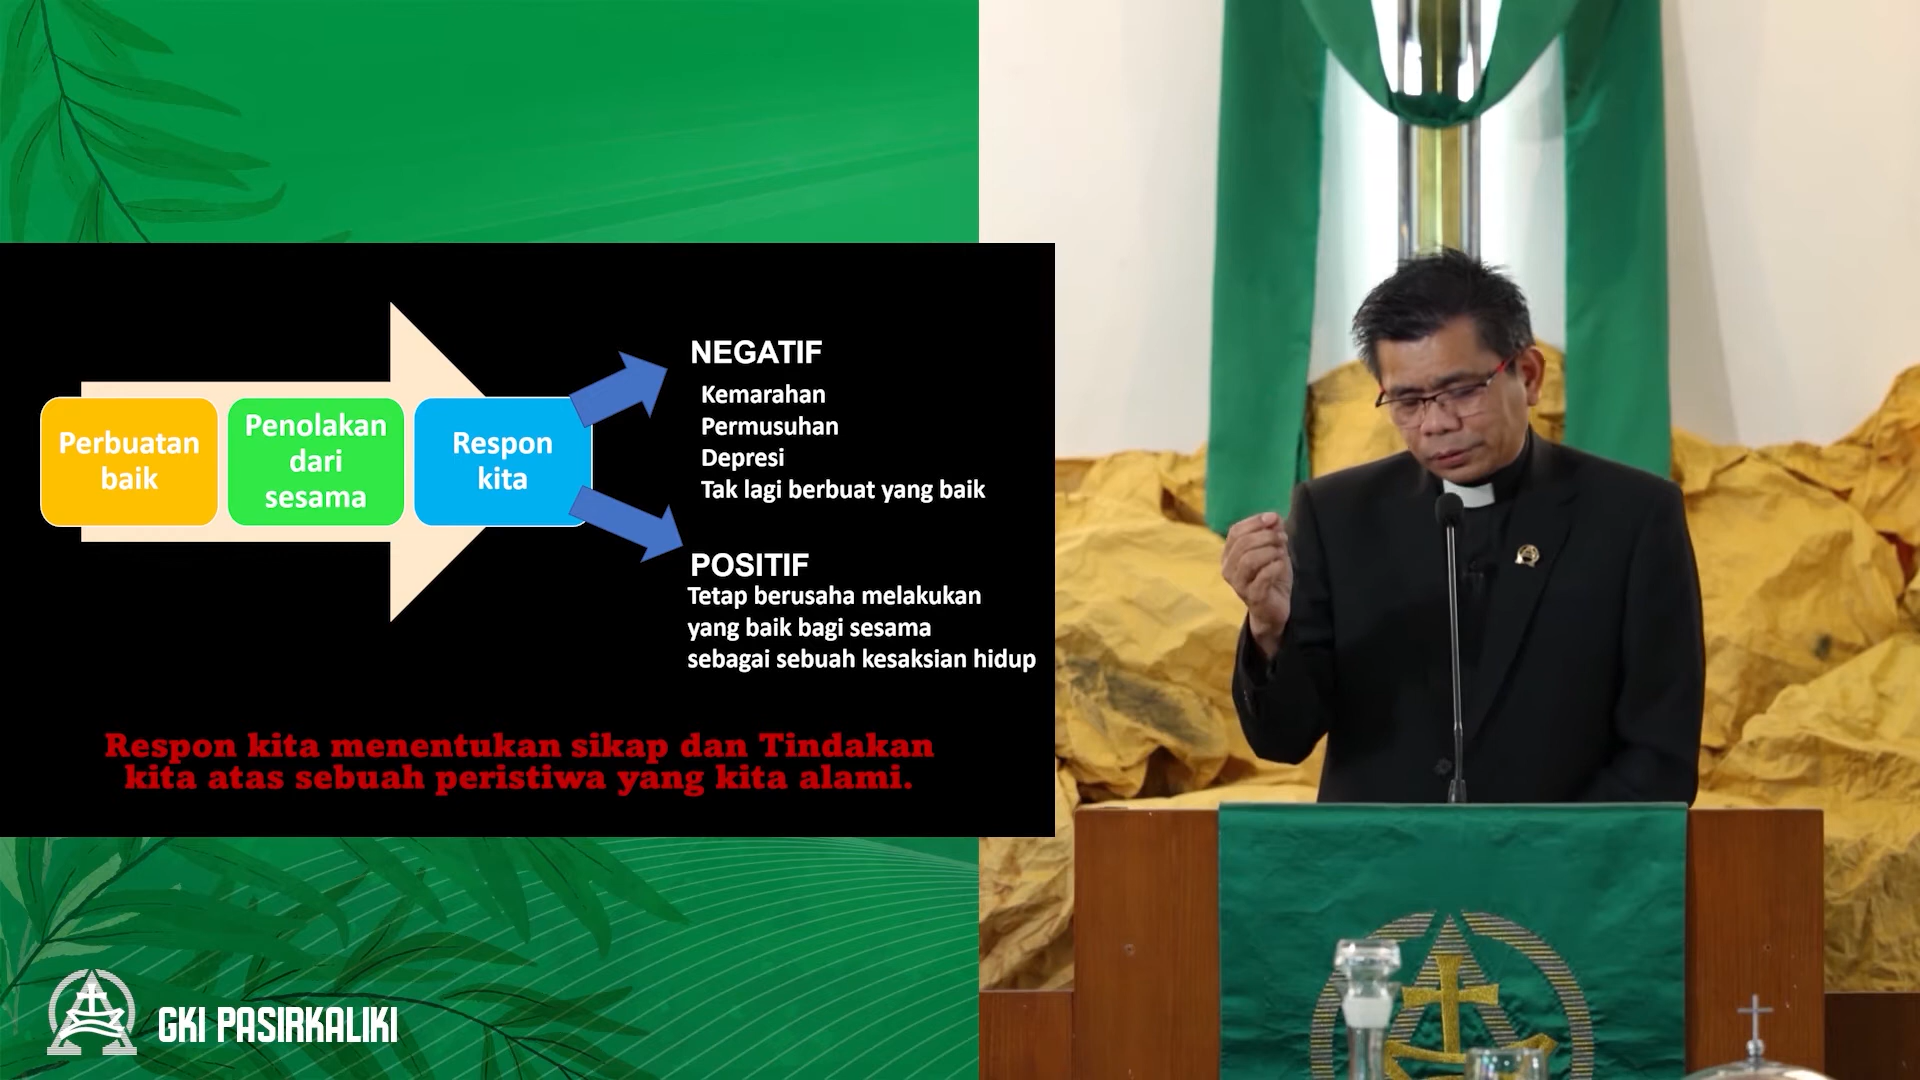 Perbuatan
baik
Penolakan
dari
sesama
Respon
kita
NEGATIF
Kemarahan
Permusuhan
Depresi
Tak lagi berbuat yang baik
POSITIF
Tetap berusaha melakukan
yang baik bagi sesama
sebagai sebuah kesaksian hidup
Respon kita menentukan sikap dan Tindakan
kita atas sebuah peristiwa yang kita alami.
GKI PASIRKALIKI